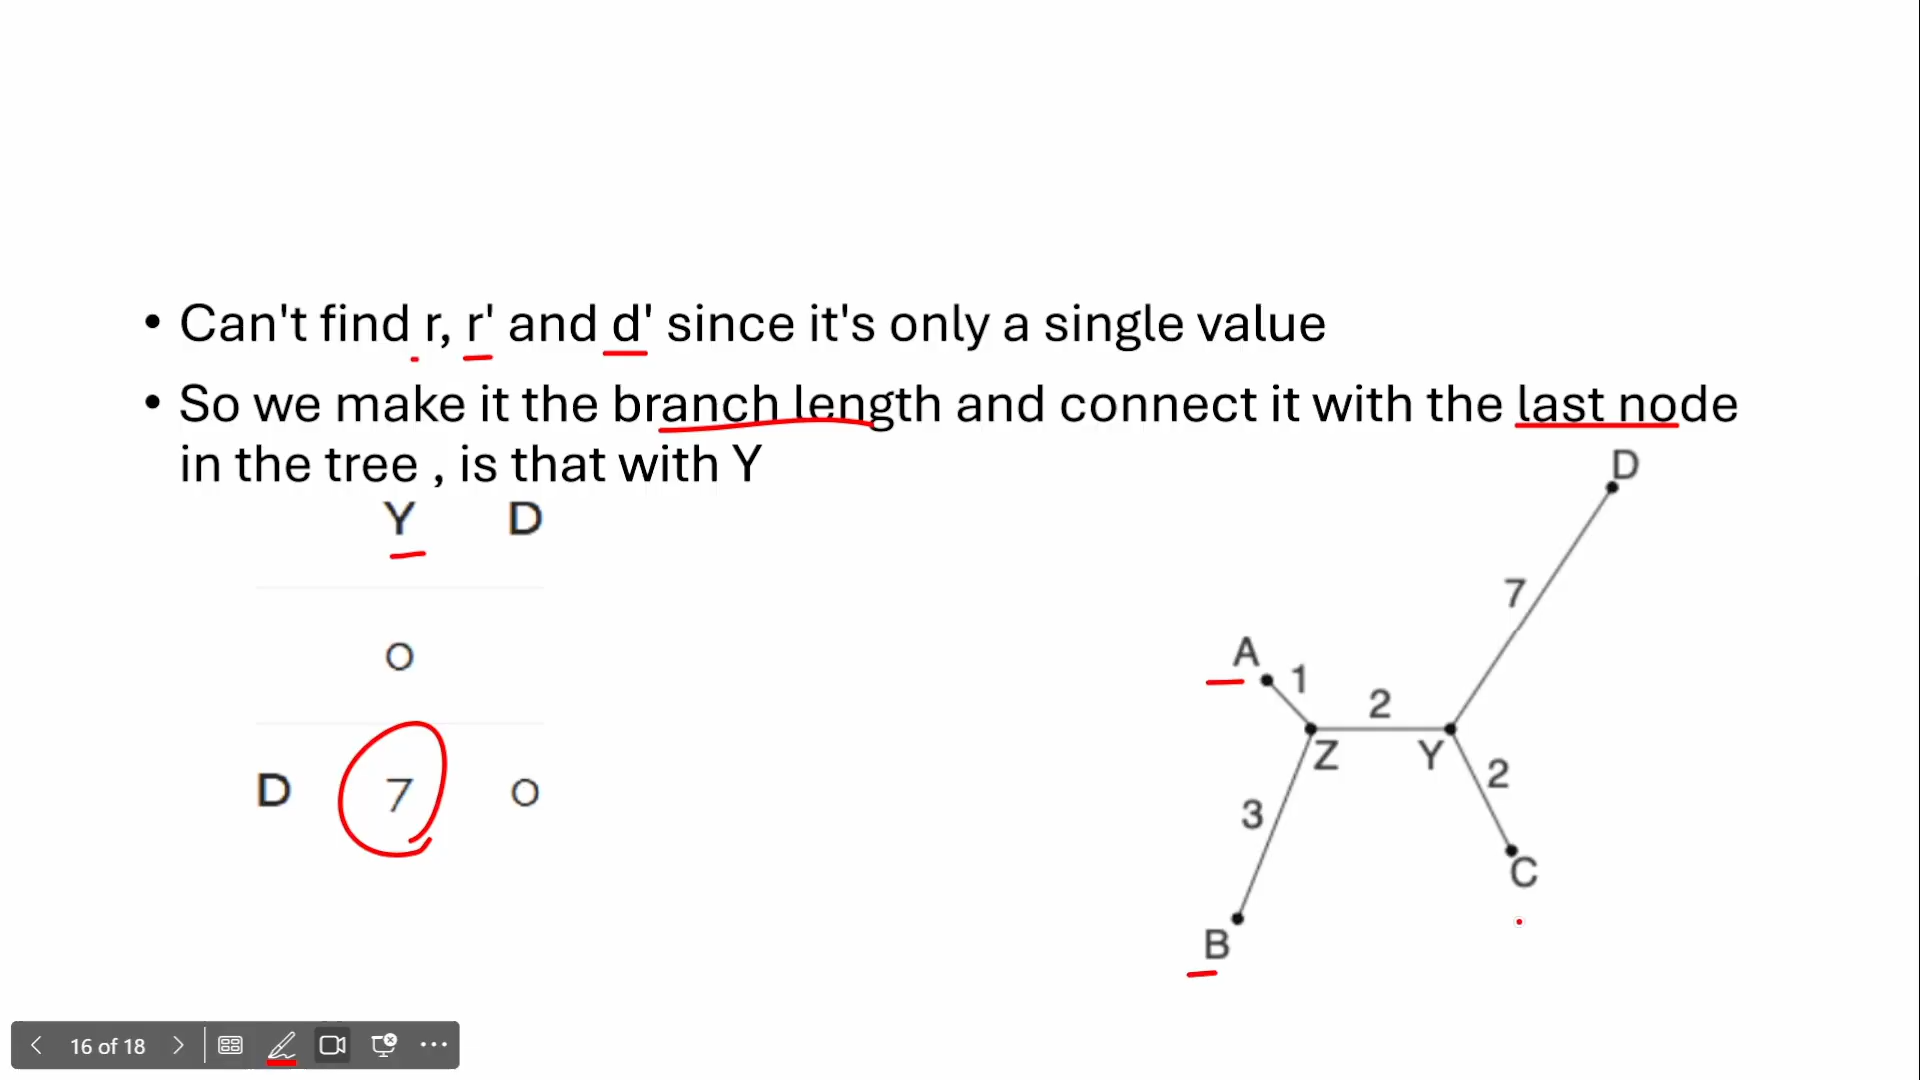 • Can't find r, r' and d' since it's only a single value
• So we make it the branch length and connect it with the last node
in the tree , is that with Y
Y D
0
D 7 0
D
7
A
1
2
Z
Y
2
3
C
B
16 of 18